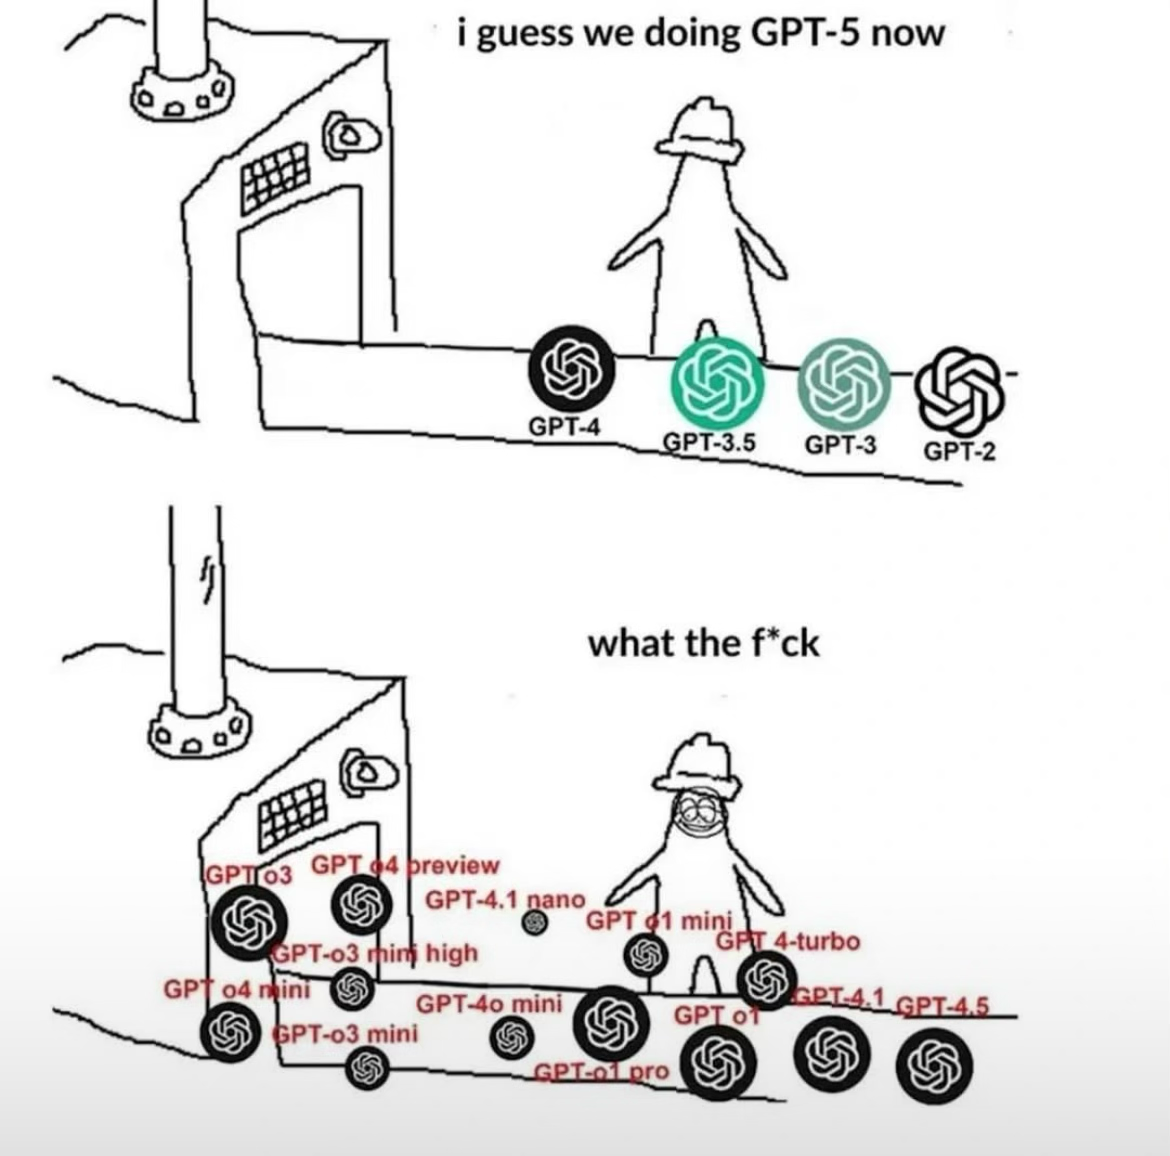 i guess we doing GPT-5 now
GPT-4
GPT-3.5
GPT-3
GPT-2
what the f*ck
GPT o3
GPT o4 preview
GPT-4.1 nano
GPT o1 mini
GPT 4-turbo
GPT-o3 mini high
GPT o4 mini
GPT-4o mini
GPT o1
GPT-4.1
GPT-4.5
GPT-o3 mini
GPT-o1 pro